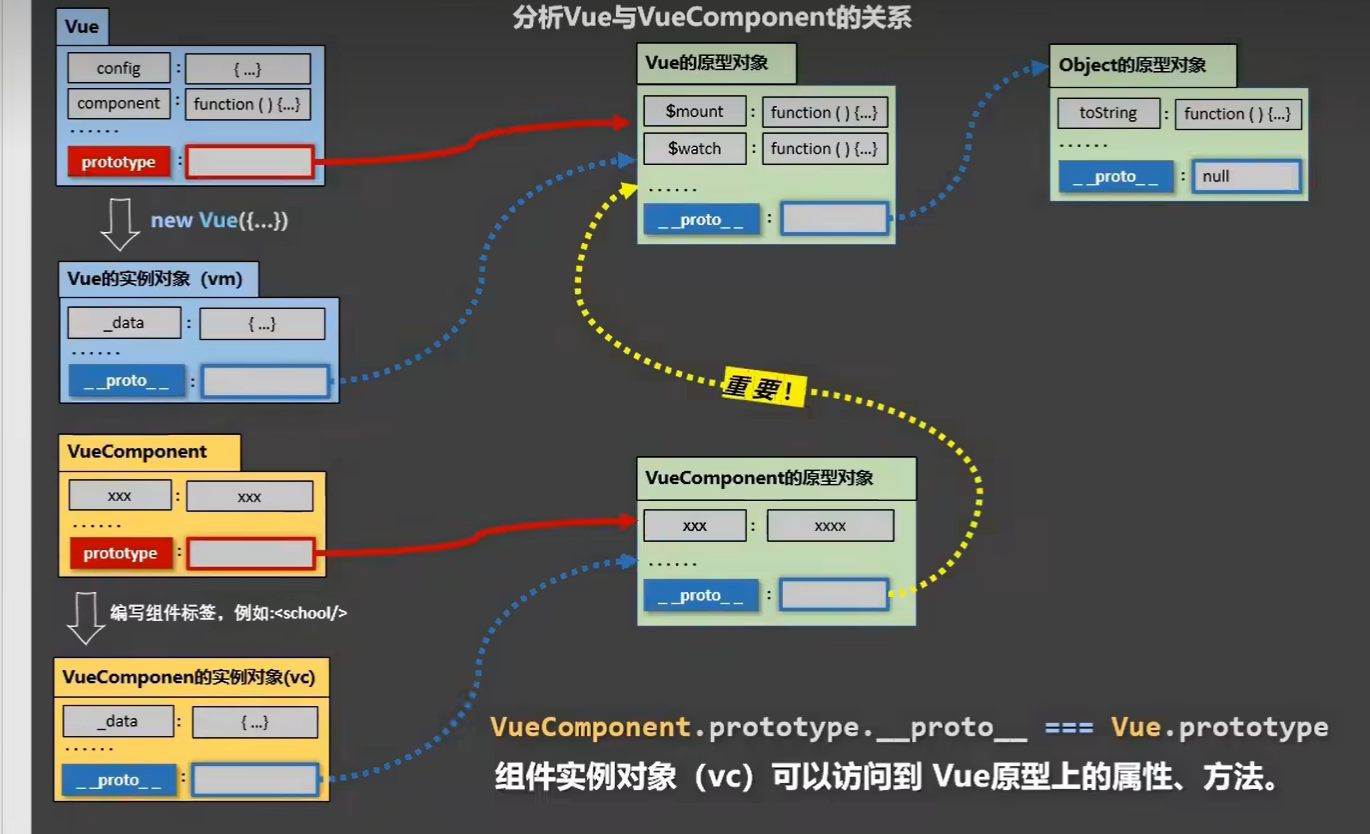 分析Vue与VueComponent的关系
Vue
config : { ...}
component : function ( ) {...}
······
prototype :
new Vue({...})
Vue的实例对象（vm）
_data : { ...}
······
__proto__ :
VueComponent
xxx : xxx
······
prototype :
编写组件标签，例如:<school/>
VueComponen的实例对象(vc)
_data : { ...}
······
__proto__ :
Vue的原型对象
$mount : function ( ) {...}
$watch : function ( ) {...}
······
__proto__ :
Object的原型对象
toString : function ( ) {...}
······
__proto__ : null
重要！
VueComponent的原型对象
xxx : xxxx
······
__proto__ :
VueComponent.prototype.__proto__ === Vue.prototype
组件实例对象（vc）可以访问到 Vue原型上的属性、方法。